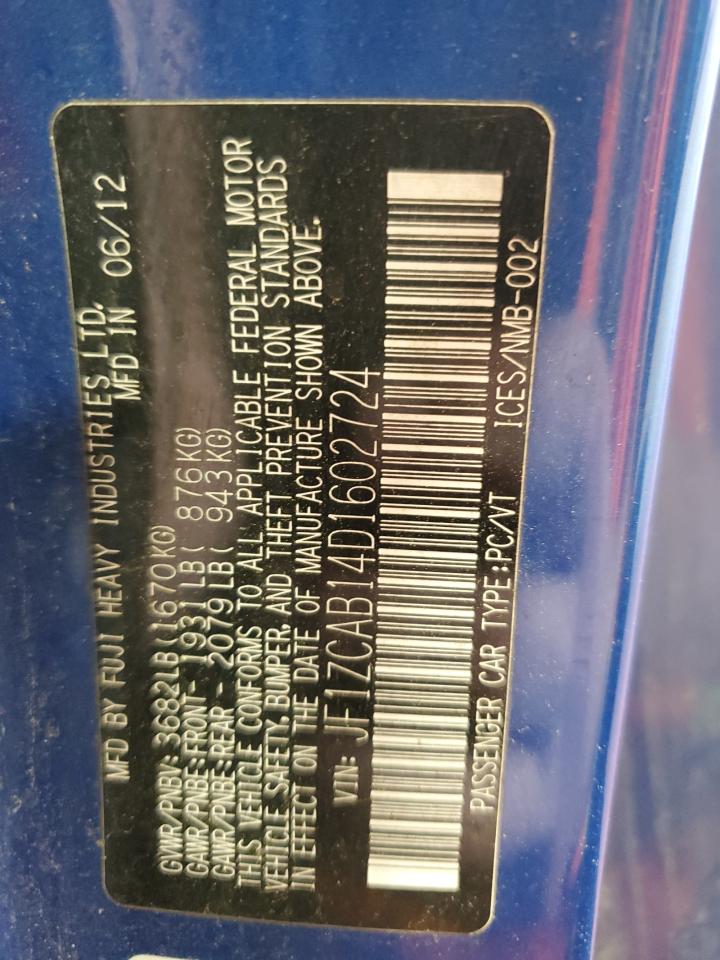 MFD BY FUJI HEAVY INDUSTRIES LTD.
MFD IN 06/12
GVWR/PNBV: 3682LB(1670KG)
GAWR/PNBE:FRONT- 1931LB( 876KG)
GAWR/PNBE:REAR - 2079LB( 943KG)
THIS VEHICLE CONFORMS TO ALL APPLICABLE FEDERAL MOTOR
VEHICLE SAFETY, BUMPER, AND THEFT PREVENTION STANDARDS
IN EFFECT ON THE DATE OF MANUFACTURE SHOWN ABOVE.
VIN: JF1ZCAB14D1602724
PASSENGER CAR TYPE:PC/VT ICES/NMB-002